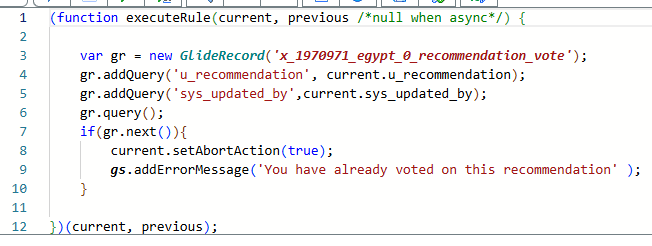 1 (function executeRule(current, previous /*null when async*/) {
2
3 var gr = new GlideRecord('x_1970971_egypt_0_recommendation_vote');
4 gr.addQuery('u_recommendation', current.u_recommendation);
5 gr.addQuery('sys_updated_by',current.sys_updated_by);
6 gr.query();
7 if(gr.next()){
8 current.setAbortAction(true);
9 gs.addErrorMessage('You have already voted on this recommendation' );
10 }
11
12 })(current, previous);